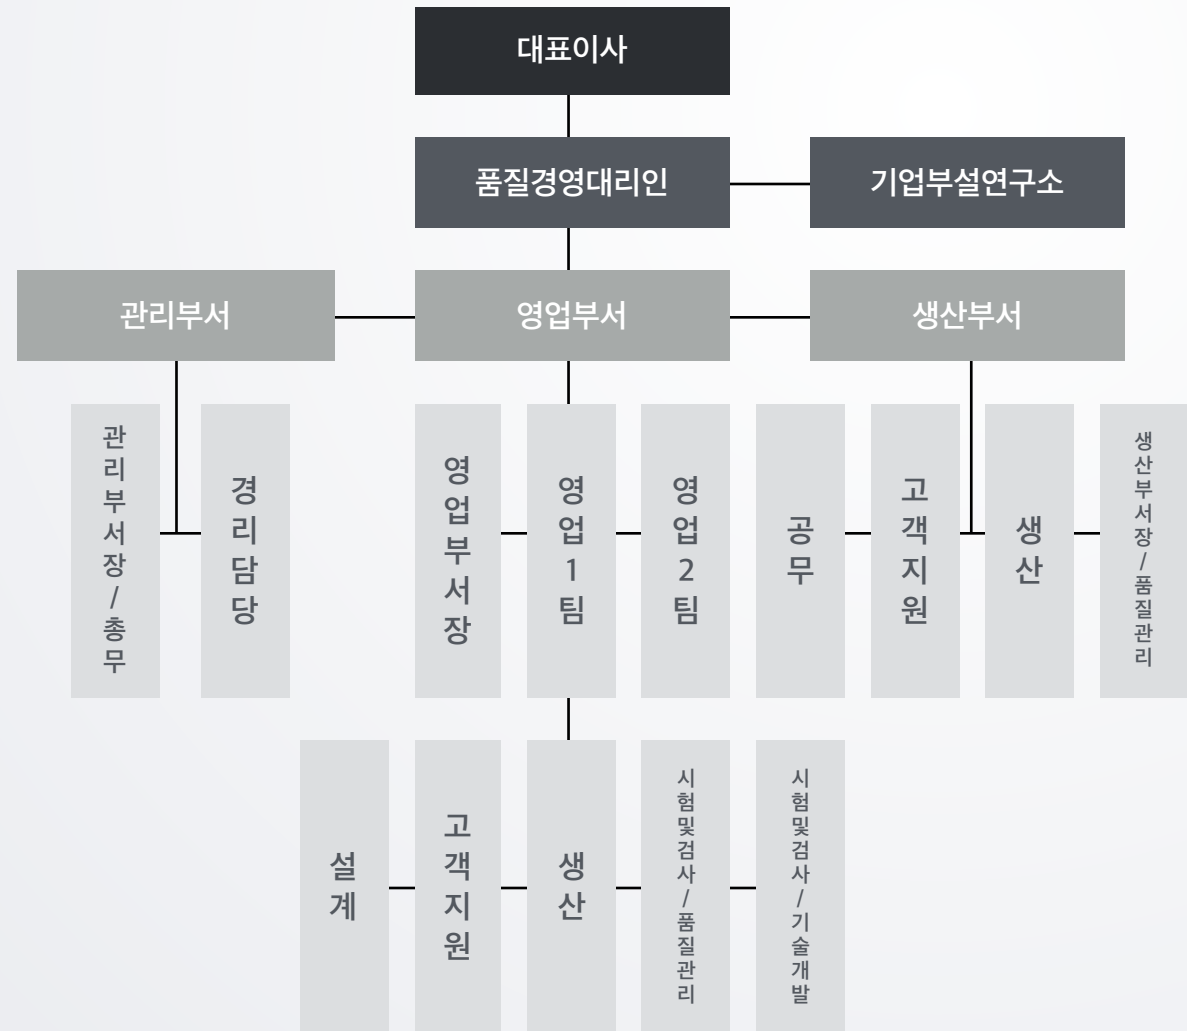 대표이사
품질경영대리인
기업부설연구소
관리부서
영업부서
생산부서
관리부서장/총무
경리담당
영업부서장
영업1팀
영업2팀
공무
고객지원
생산
생산부서장/품질관리
설계
고객지원
생산
시험및검사/품질관리
시험및검사/기술개발